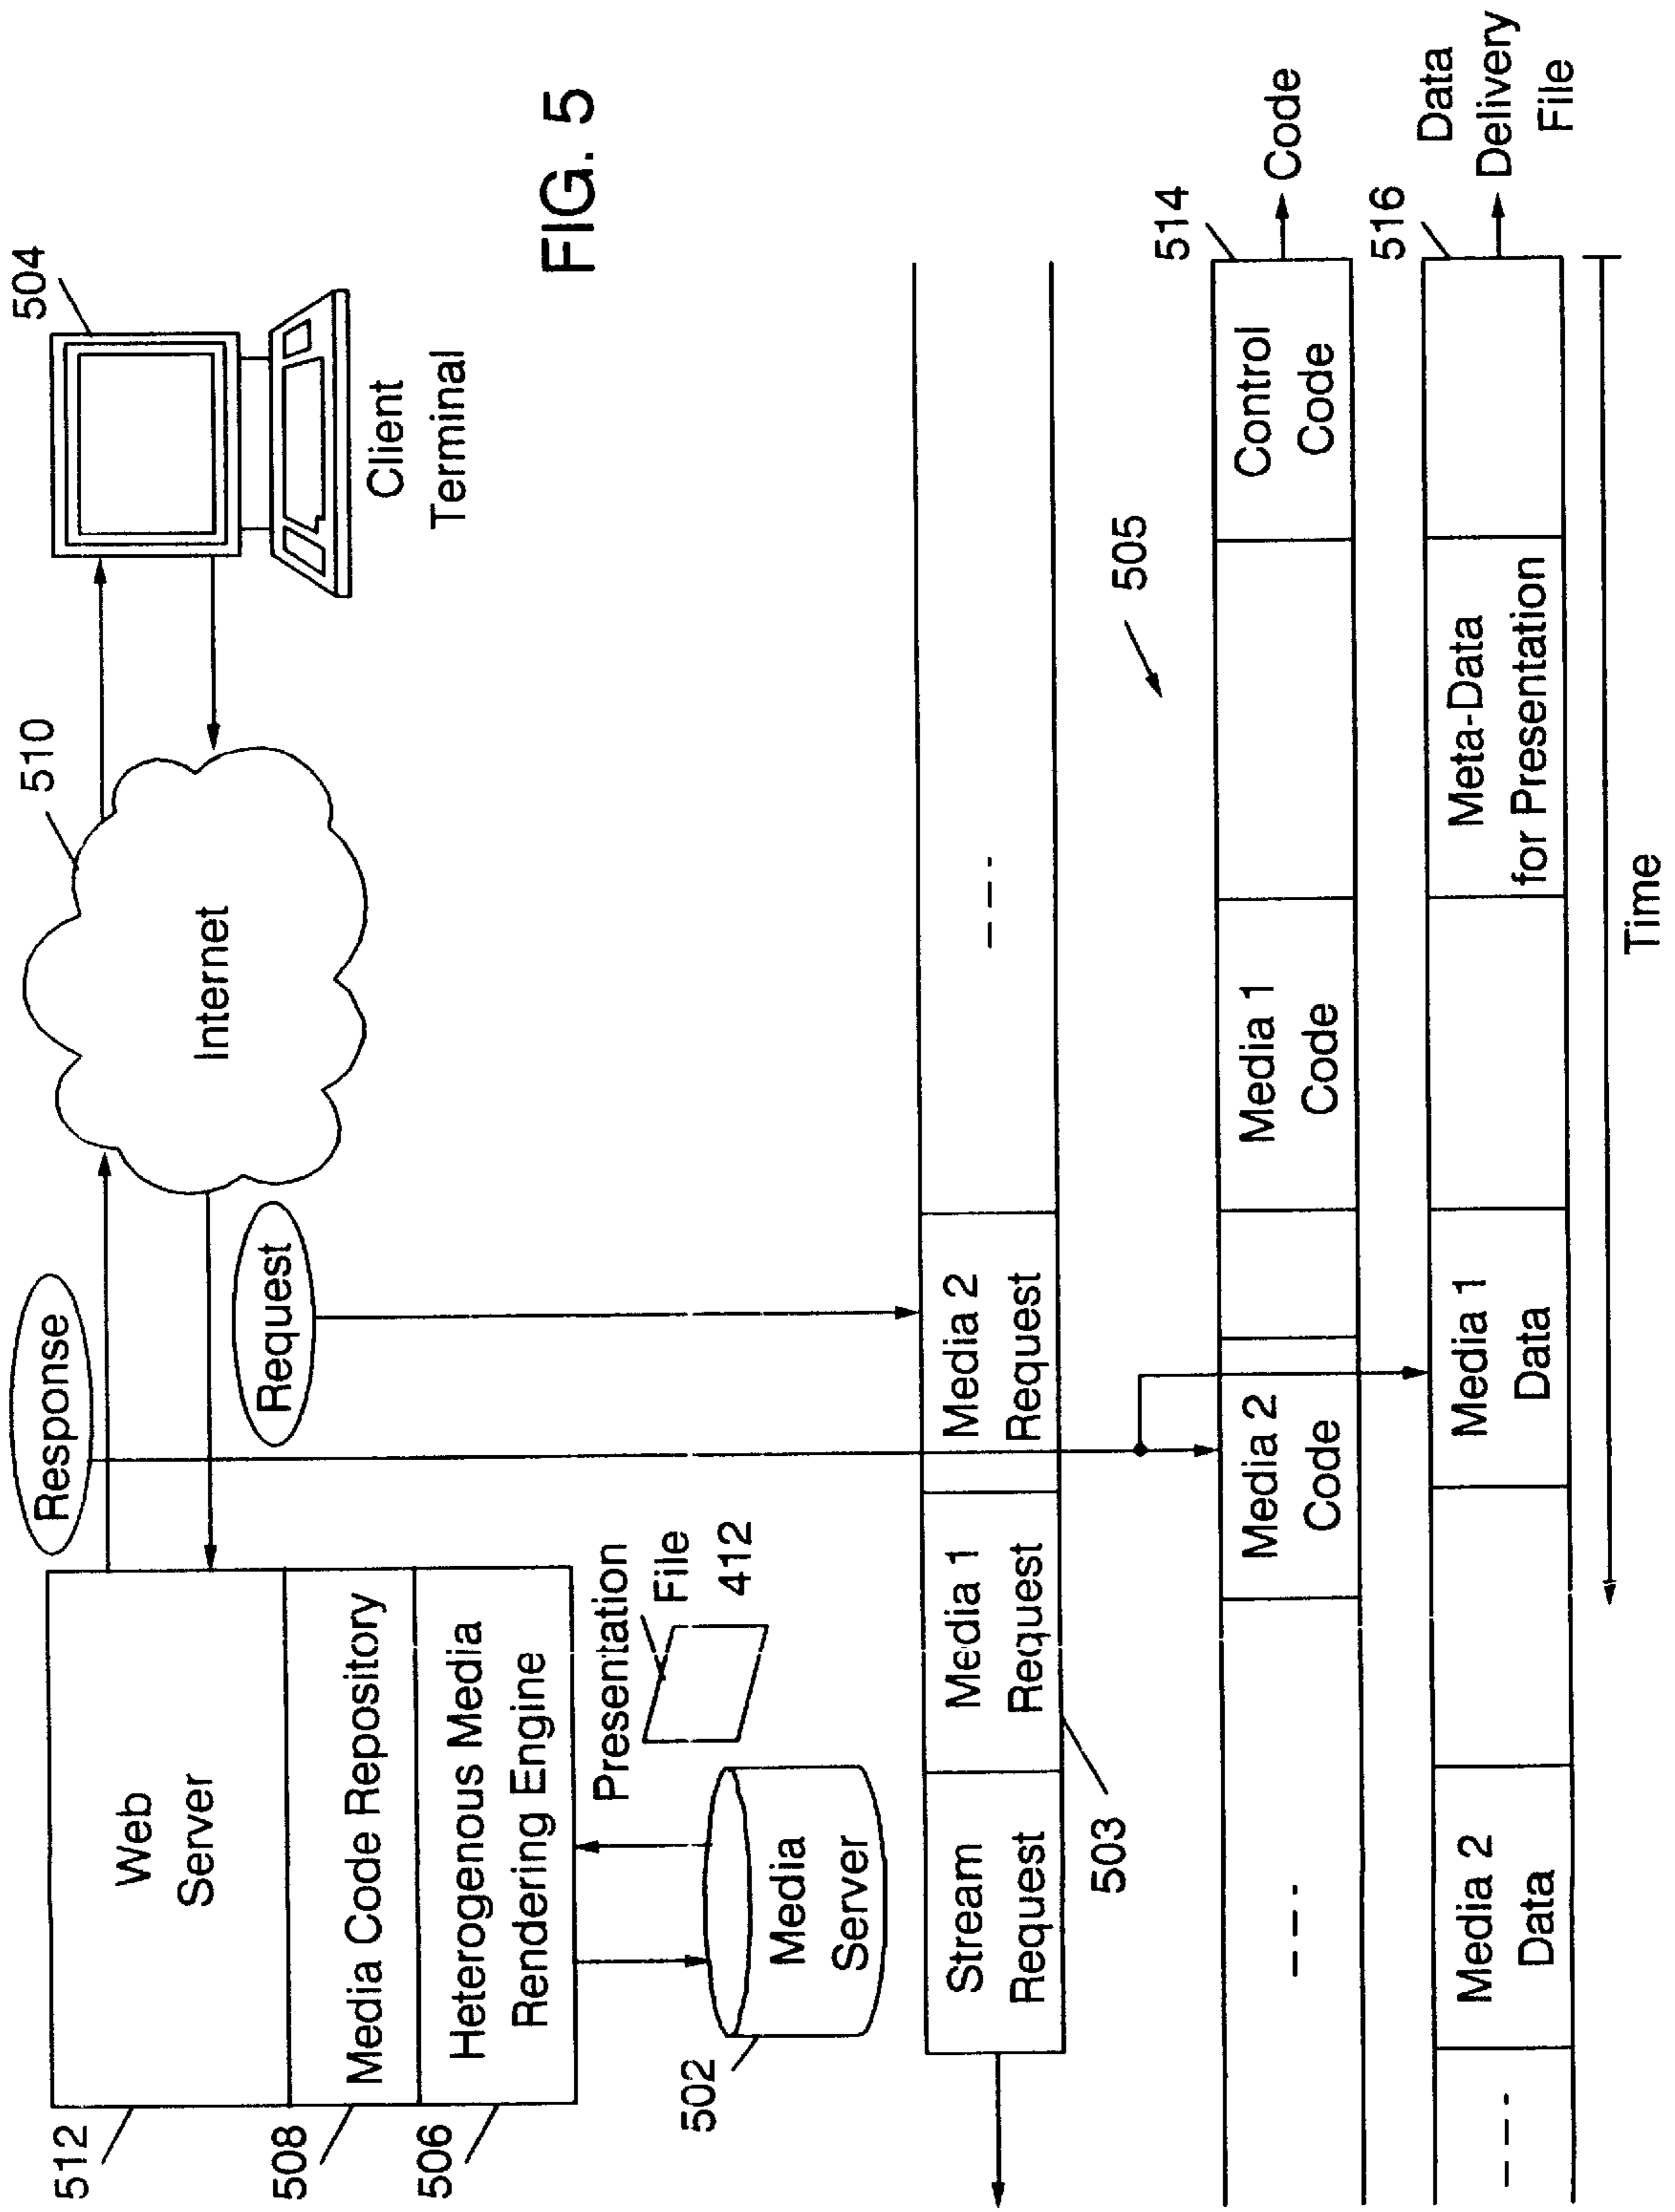 FIG. 5
512
Web
Server
508
Media Code Repository
506
Heterogenous Media
Rendering Engine
Response
Request
510
Internet
504
Client
Terminal
Presentation
File
412
502
Media
Server
Stream
Request
Media 1
Request
Media 2
Request
503
505
Media 2
Code
Media 1
Code
Control
Code
514
Code
Media 2
Data
Media 1
Data
Meta-Data
for Presentation
516
Data
Delivery
File
Time